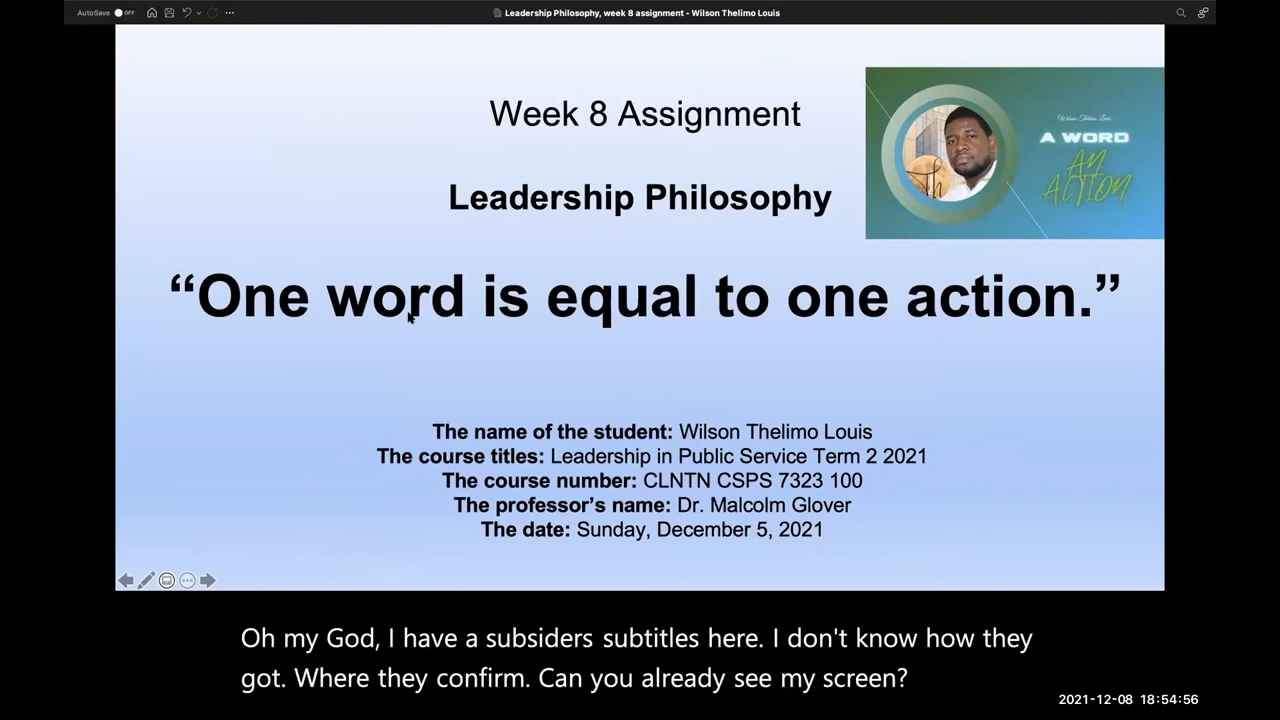 AutoSave OFF
Leadership Philosophy, week 8 assignment - Wilson Thelimo Louis
Week 8 Assignment
Wilson Thelimo Louis
A WORD
AN
ACTION
Leadership Philosophy
“One word is equal to one action.”
The name of the student: Wilson Thelimo Louis
The course titles: Leadership in Public Service Term 2 2021
The course number: CLNTN CSPS 7323 100
The professor’s name: Dr. Malcolm Glover
The date: Sunday, December 5, 2021
Oh my God, I have a subsiders subtitles here. I don't know how they
got. Where they confirm. Can you already see my screen?
2021-12-08 18:54:56